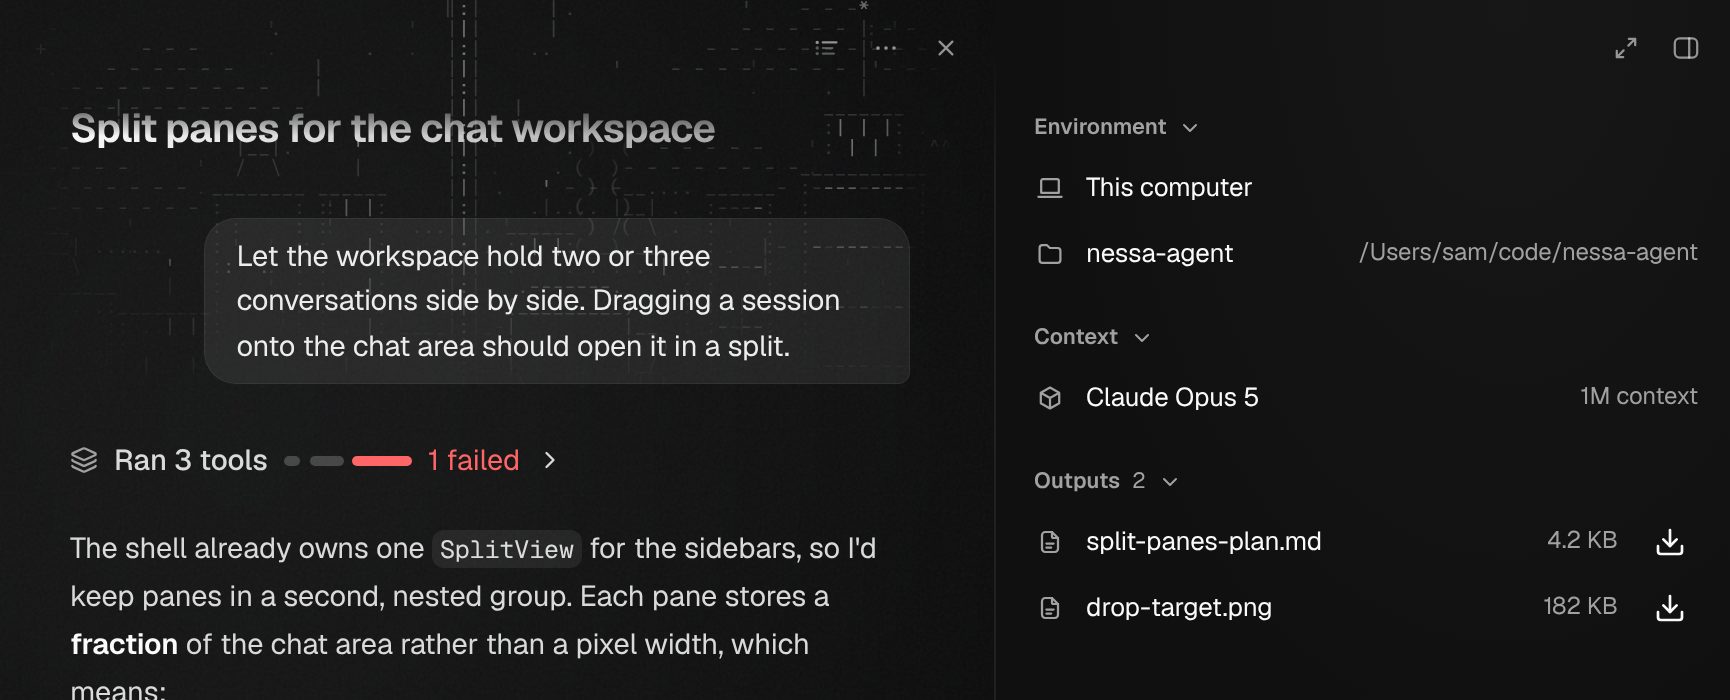 Split panes for the chat workspace
Let the workspace hold two or three
conversations side by side. Dragging a session
onto the chat area should open it in a split.
Ran 3 tools 1 failed
The shell already owns one SplitView for the sidebars, so I'd
keep panes in a second, nested group. Each pane stores a
fraction of the chat area rather than a pixel width, which
means:
Environment
This computer
nessa-agent /Users/sam/code/nessa-agent
Context
Claude Opus 5 1M context
Outputs 2
split-panes-plan.md 4.2 KB
drop-target.png 182 KB